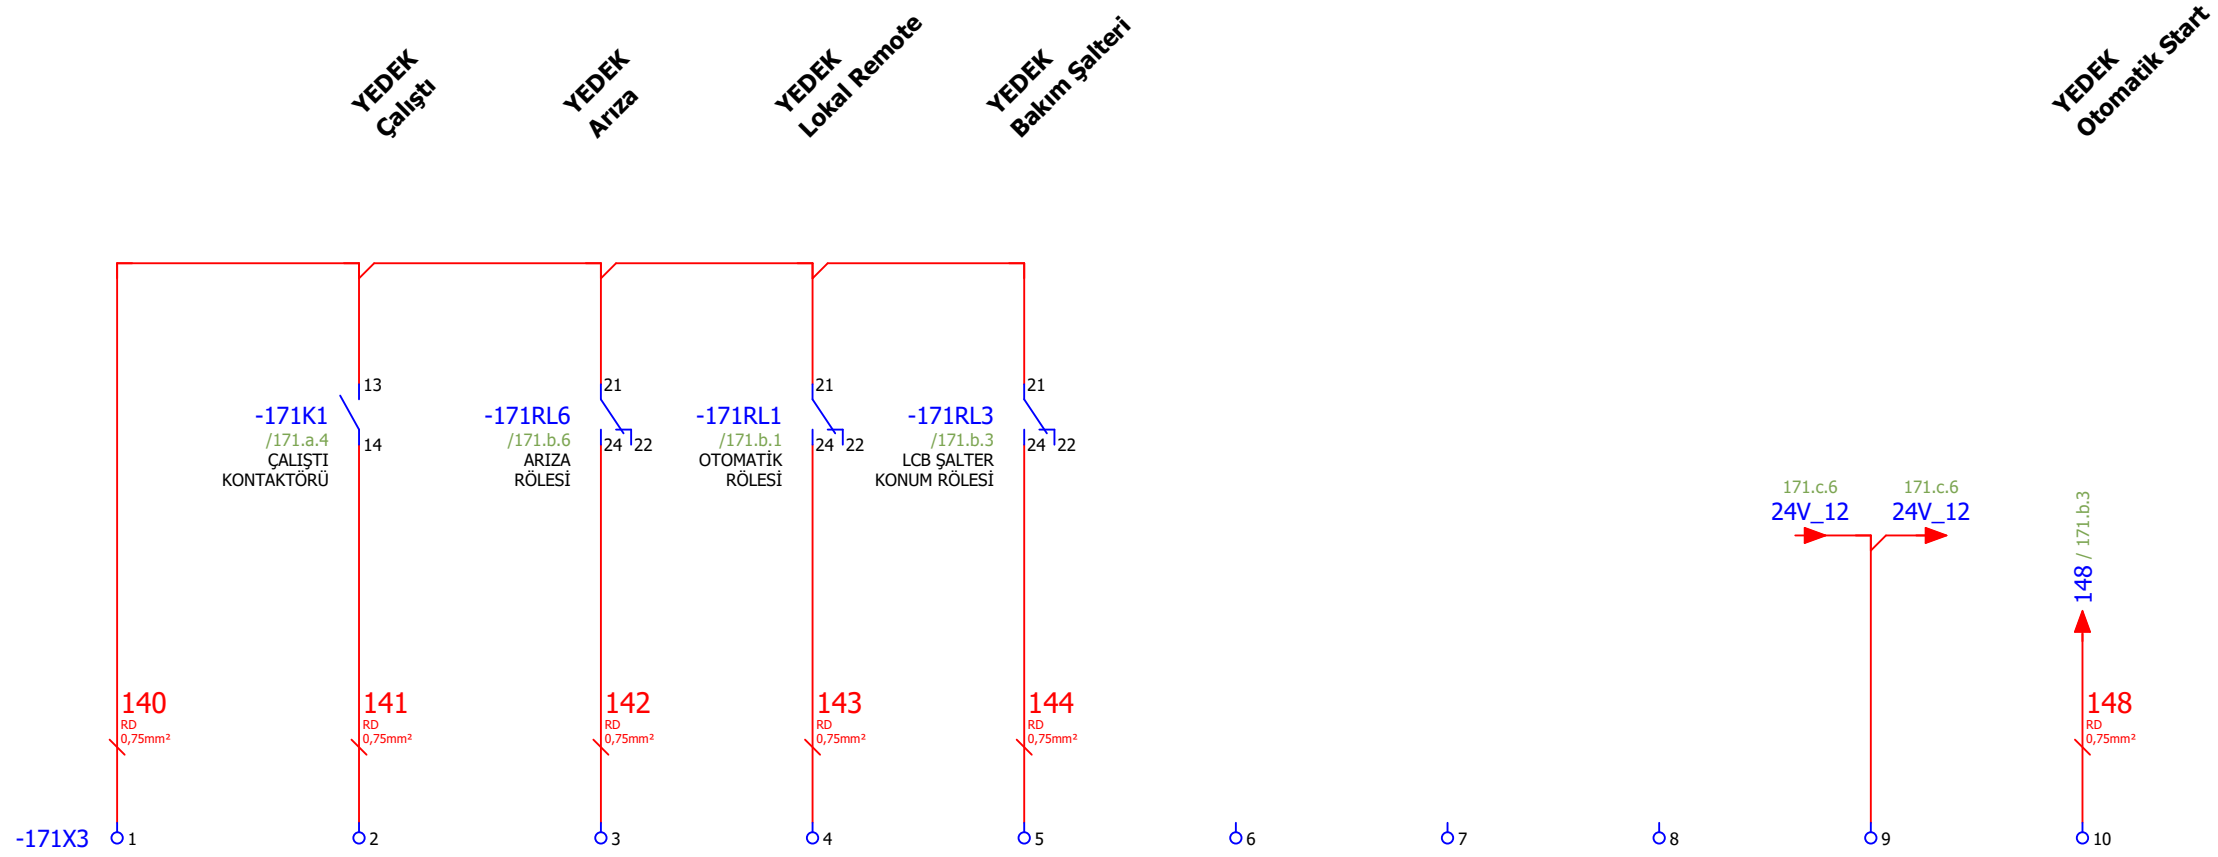 YEDEK
Çalıştı
YEDEK
Arıza
YEDEK
Lokal Remote
YEDEK
Bakım Şalteri
YEDEK
Otomatik Start
13
-171K1
/171.a.4
14
ÇALIŞTI
KONTAKTÖRÜ
21
-171RL6
/171.b.6
24 22
ARIZA
RÖLESİ
21
-171RL1
/171.b.1
24 22
OTOMATİK
RÖLESİ
21
-171RL3
/171.b.3
24 22
LCB ŞALTER
KONUM RÖLESİ
171.c.6
24V_12
171.c.6
24V_12
148 / 171.b.3
140
RD
0,75mm²
141
RD
0,75mm²
142
RD
0,75mm²
143
RD
0,75mm²
144
RD
0,75mm²
148
RD
0,75mm²
-171X3 1 2 3 4 5 6 7 8 9 10